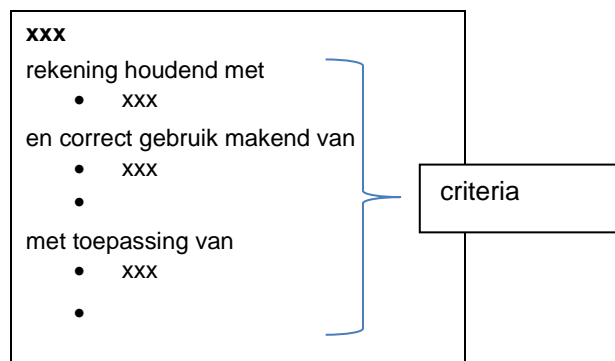 xxx
rekening houdend met
• xxx
en correct gebruik makend van
• xxx
•
met toepassing van
• xxx
•
criteria